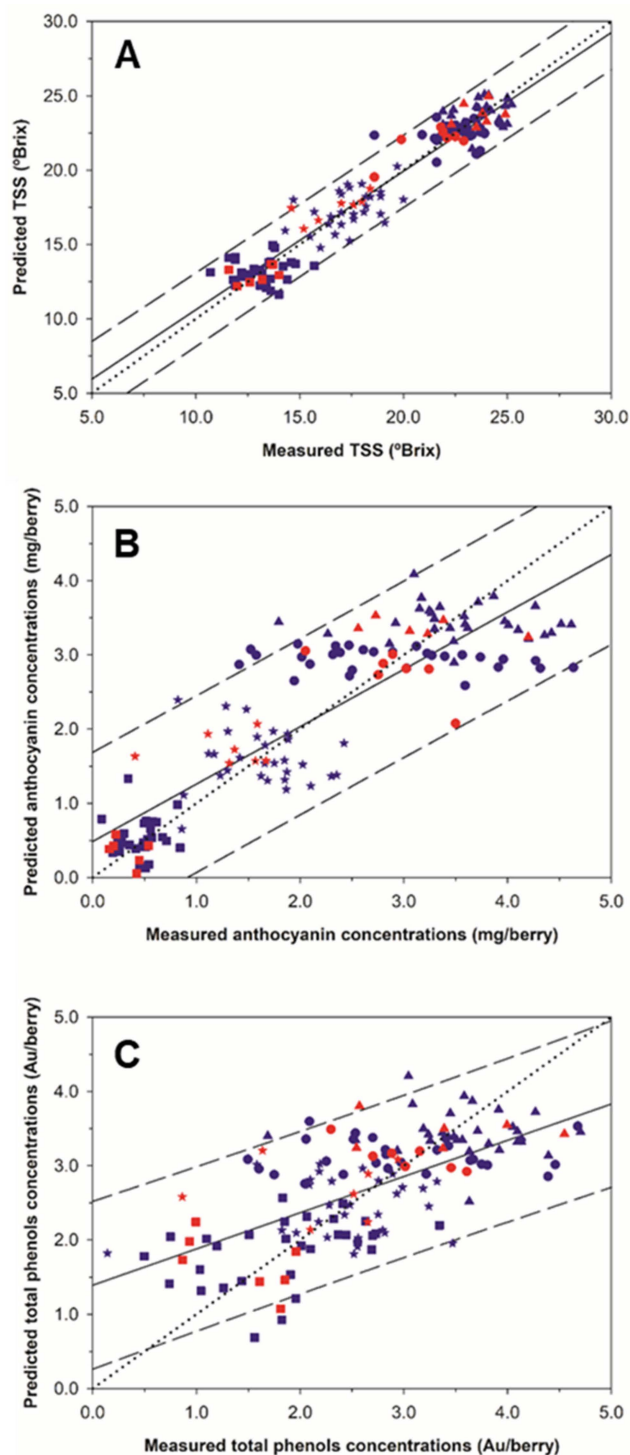 A
30.0
25.0
20.0
15.0
10.0
5.0
Predicted TSS (ºBrix)
5.0 10.0 15.0 20.0 25.0 30.0
Measured TSS (ºBrix)
B
5.0
4.0
3.0
2.0
1.0
0.0
Predicted anthocyanin concentrations (mg/berry)
0.0 1.0 2.0 3.0 4.0 5.0
Measured anthocyanin concentrations (mg/berry)
C
5.0
4.0
3.0
2.0
1.0
0.0
Predicted total phenols concentrations (Au/berry)
0.0 1.0 2.0 3.0 4.0 5.0
Measured total phenols concentrations (Au/berry)